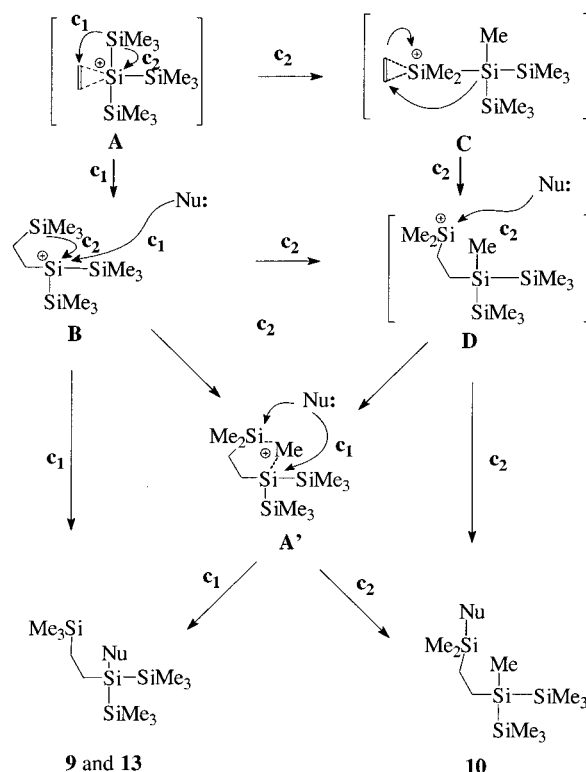 c₁
SiMe₃
⊕
Si
c₂
SiMe₃
SiMe₃
A
c₂
Me
⊕
SiMe₂
Si
SiMe₃
SiMe₃
C
c₁
Nu:
c₂
Nu:
SiMe₃
c₂
c₁
⊕
Si
SiMe₃
SiMe₃
B
c₂
⊕
Me₂Si
c₂
Me
Si
SiMe₃
SiMe₃
D
c₂
Nu:
Me₂Si
⊕
Me
c₁
Si
SiMe₃
SiMe₃
A'
c₁
c₂
c₁
c₂
Me₃Si
Nu
Si
SiMe₃
SiMe₃
9 and 13
Nu
Me₂Si
Me
Si
SiMe₃
SiMe₃
10